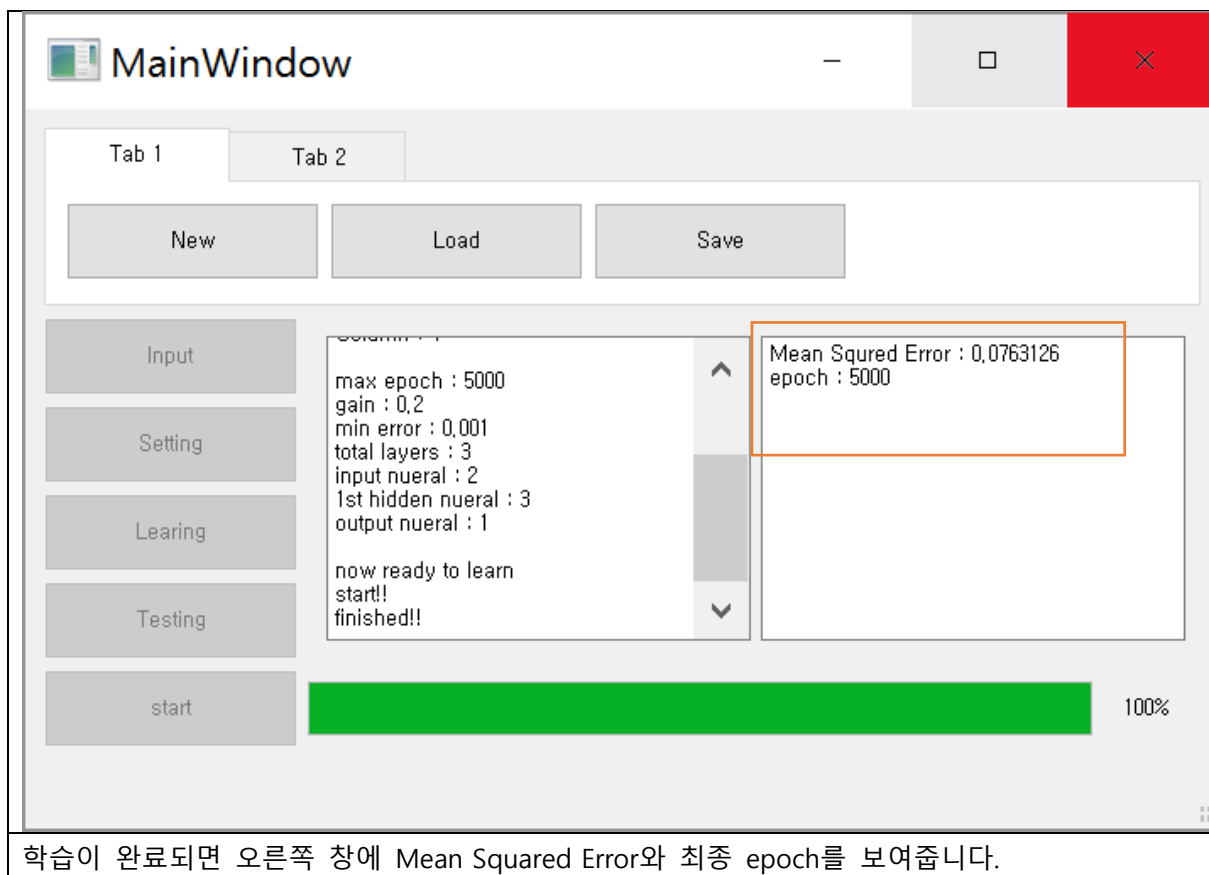 MainWindow
Tab 1
Tab 2
New
Load
Save
Input
Setting
Learing
Testing
start
max epoch : 5000
gain : 0,2
min error : 0,001
total layers : 3
input nueral : 2
1st hidden nueral : 3
output nueral : 1
now ready to learn
start!!
finished!!
Mean Squred Error : 0,0763126
epoch : 5000
100%
학습이 완료되면 오른쪽 창에 Mean Squared Error와 최종 epoch를 보여줍니다.